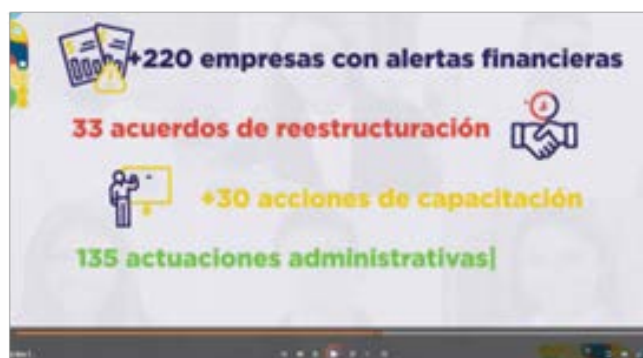 +220 empresas con alertas financieras
33 acuerdos de reestructuración
+30 acciones de capacitación
135 actuaciones administrativas|